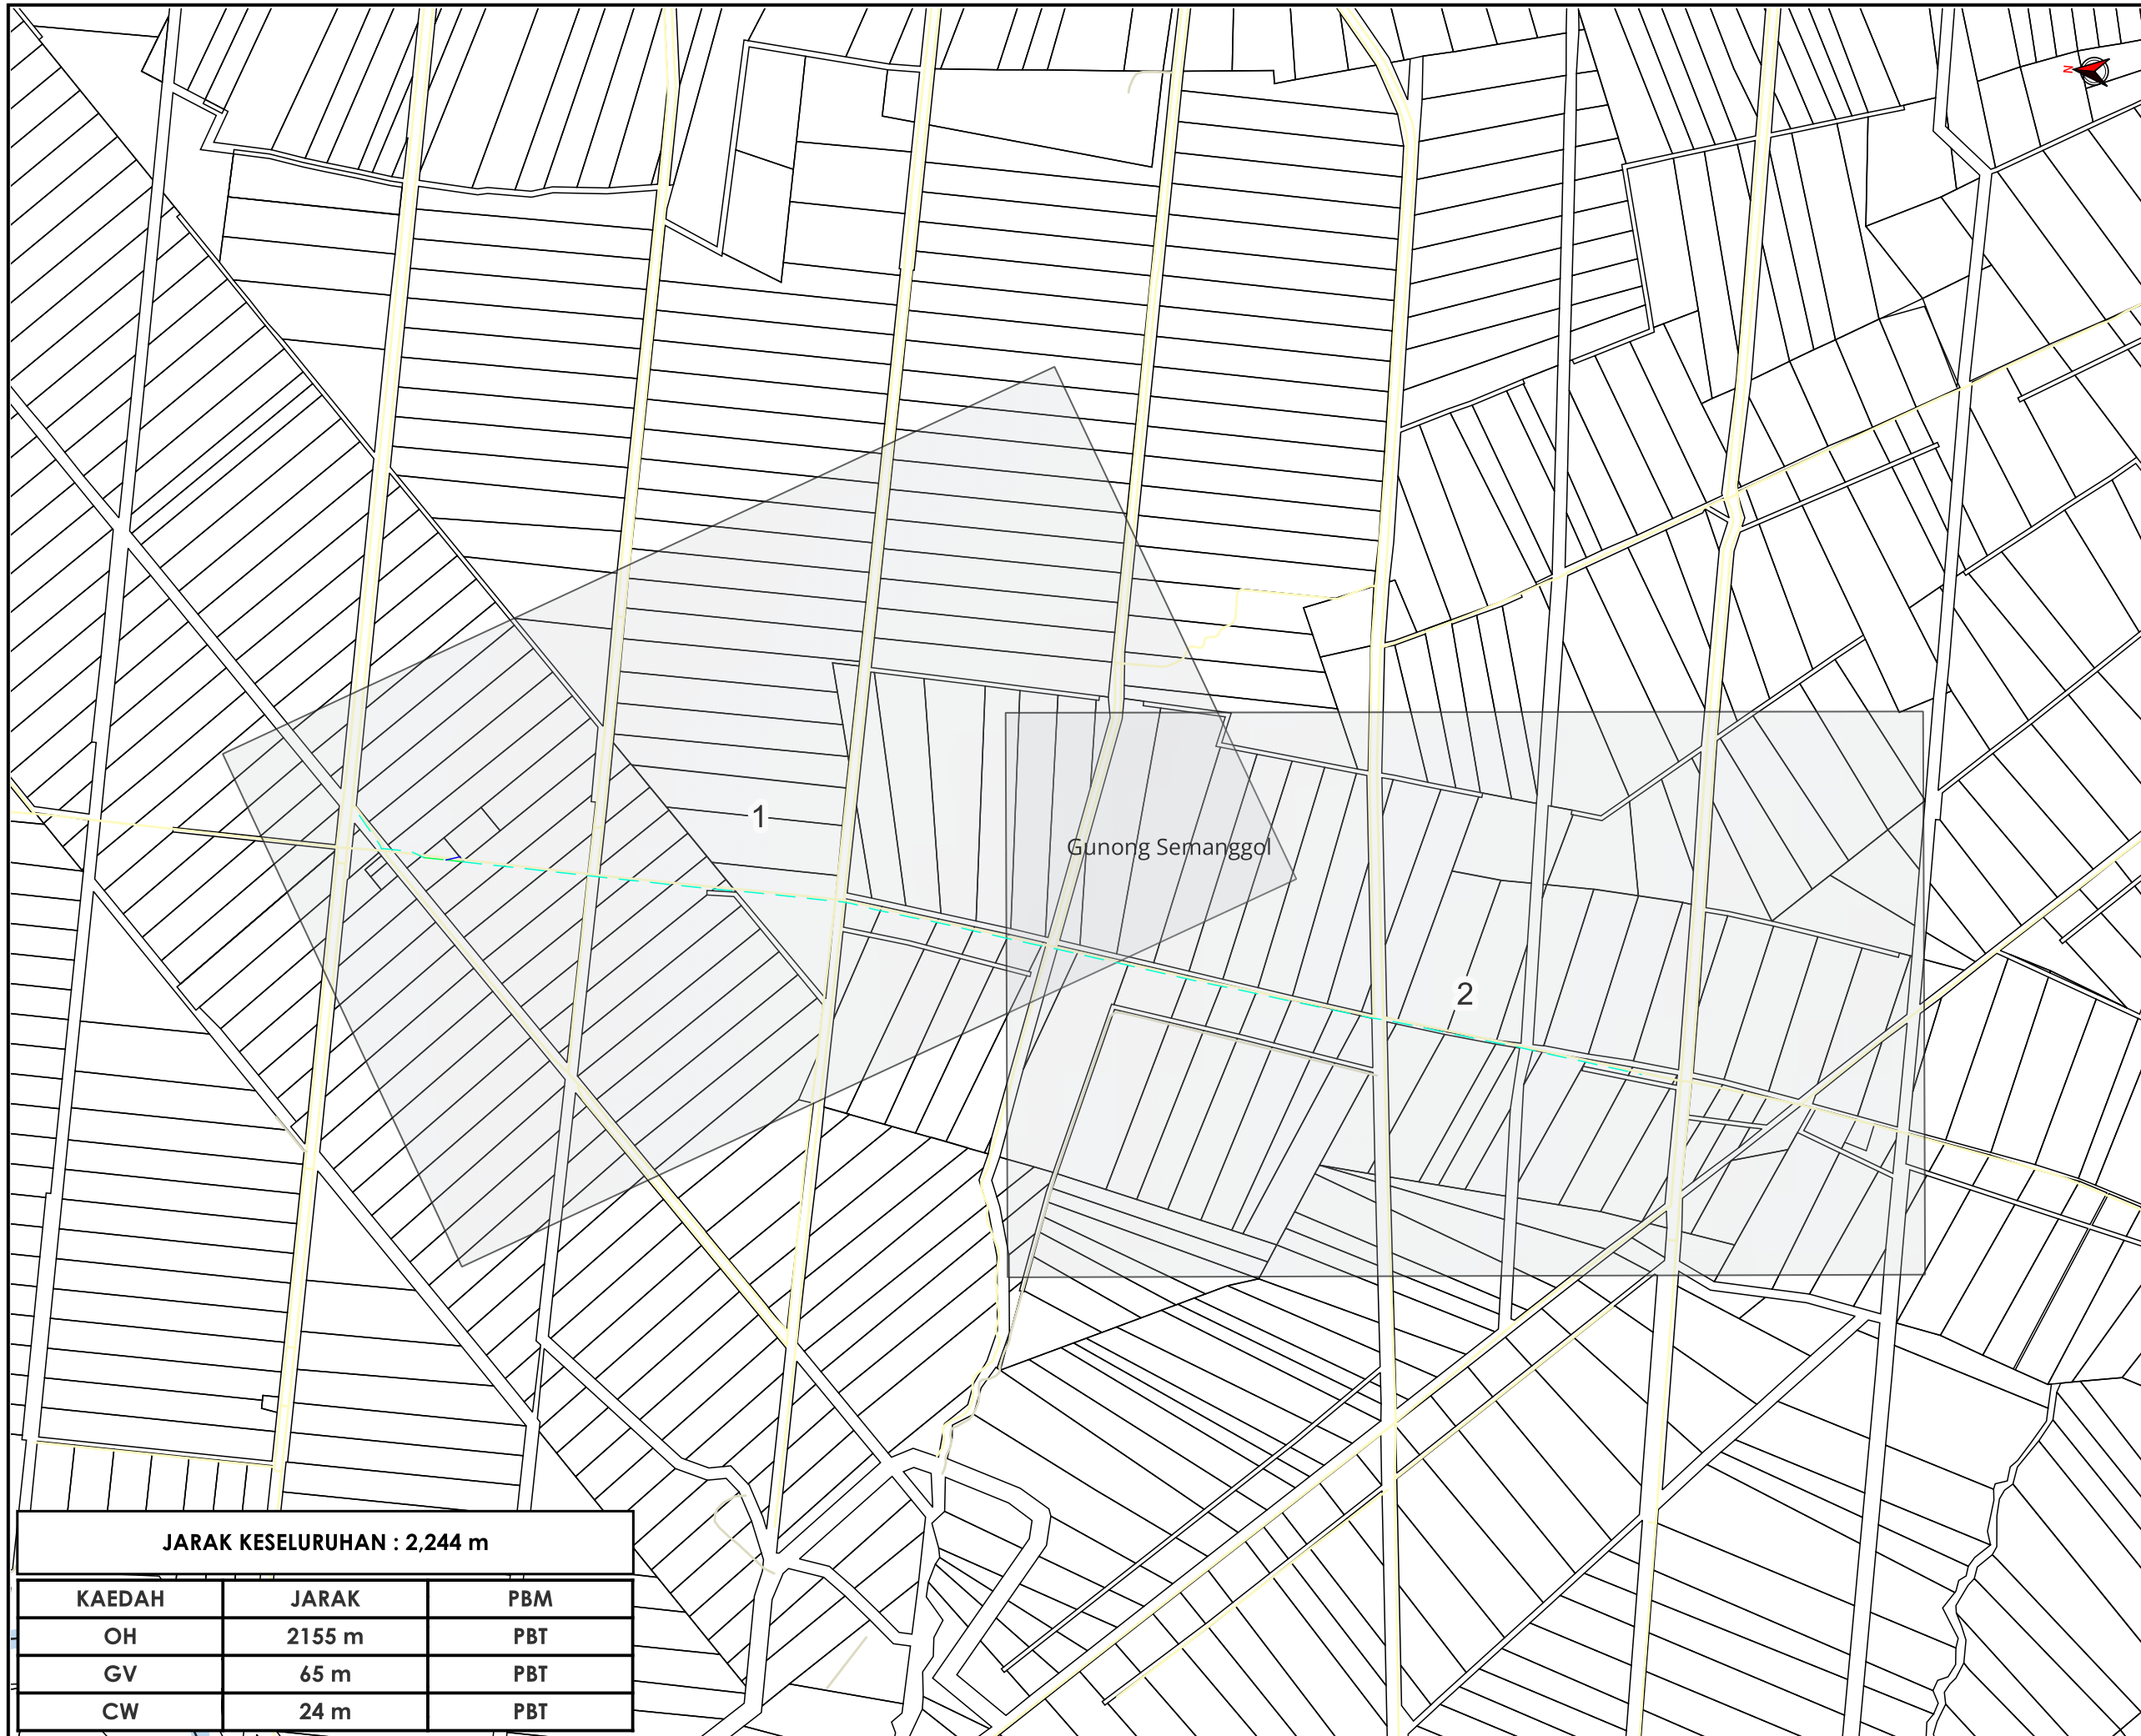 N
1
Gunong Semanggol
2
JARAK KESELURUHAN : 2,244 m
KAEDAH JARAK PBM
OH 2155 m PBT
GV 65 m PBT
CW 24 m PBT